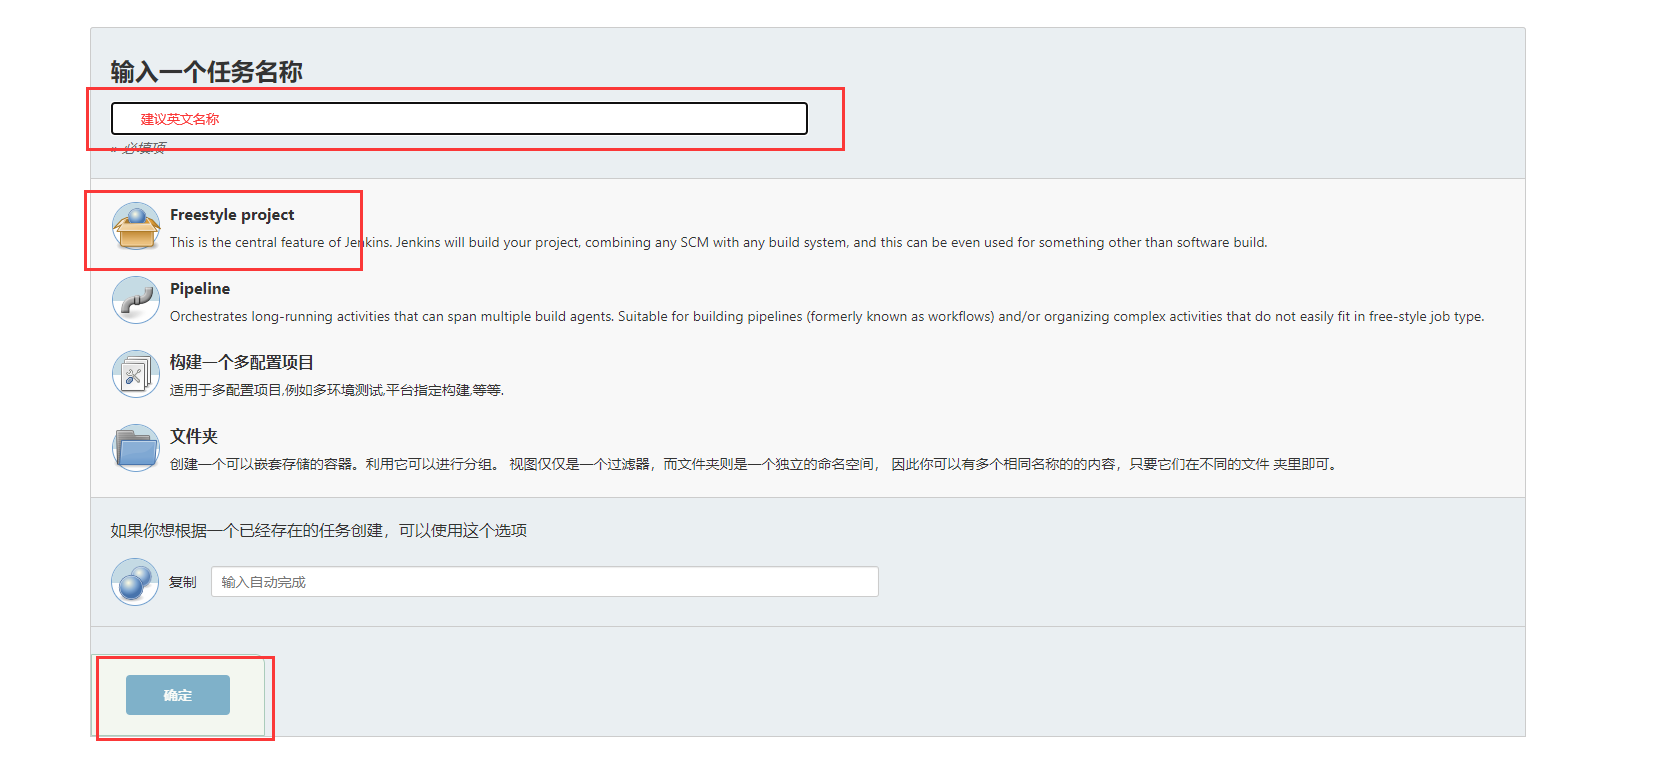 输入一个任务名称
建议英文名称
» 必填项
Freestyle project
This is the central feature of Jenkins. Jenkins will build your project, combining any SCM with any build system, and this can be even used for something other than software build.
Pipeline
Orchestrates long-running activities that can span multiple build agents. Suitable for building pipelines (formerly known as workflows) and/or organizing complex activities that do not easily fit in free-style job type.
构建一个多配置项目
适用于多配置项目,例如多环境测试,平台指定构建,等等.
文件夹
创建一个可以嵌套存储的容器。利用它可以进行分组。 视图仅仅是一个过滤器，而文件夹则是一个独立的命名空间， 因此你可以有多个相同名称的的内容，只要它们在不同的文件 夹里即可。
如果你想根据一个已经存在的任务创建，可以使用这个选项
复制 输入自动完成
确定